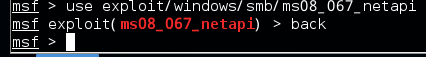 msf > use exploit/windows/smb/ms08_067_netapi
msf exploit(ms08_067_netapi) > back
msf >